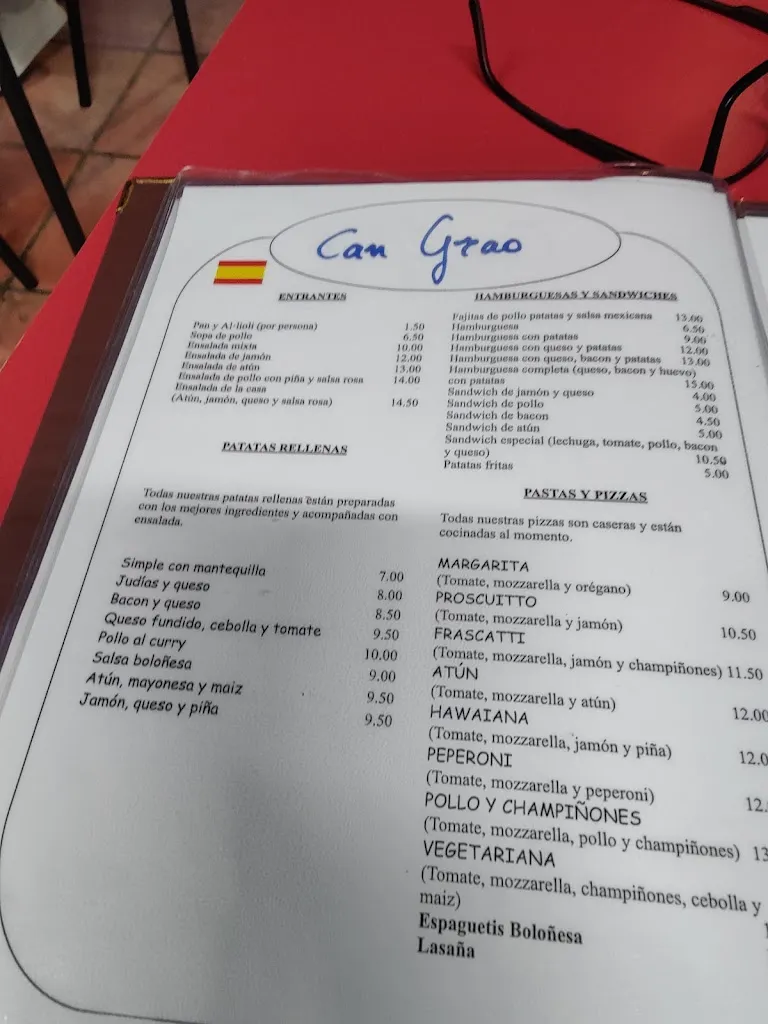 Can Grao
ENTRANTES
Pan y Al-lioli (por persona) 1.50
Sopa de pollo 6.50
Ensalada mixta 10.00
Ensalada de jamón 12.00
Ensalada de atún 13.00
Ensalada de pollo con piña y salsa rosa 14.00
Ensalada de la casa
(Atún, jamón, queso y salsa rosa) 14.50
PATATAS RELLENAS
Todas nuestras patatas rellenas están preparadas
con los mejores ingredientes y acompañadas con
ensalada.
Simple con mantequilla 7.00
Judías y queso 8.00
Bacon y queso 8.50
Queso fundido, cebolla y tomate 9.50
Pollo al curry 10.00
Salsa boloñesa 9.00
Atún, mayonesa y maiz 9.50
Jamón, queso y piña 9.50
HAMBURGUESAS Y SANDWICHES
Fajitas de pollo patatas y salsa mexicana 13.00
Hamburguesa 6.50
Hamburguesa con patatas 9.00
Hamburguesa con queso y patatas 12.00
Hamburguesa con queso, bacon y patatas 13.00
Hamburguesa completa (queso, bacon y huevo)
con patatas 15.00
Sandwich de jamón y queso 4.00
Sandwich de pollo 5.00
Sandwich de bacon 4.50
Sandwich de atún 5.00
Sandwich especial (lechuga, tomate, pollo, bacon
y queso) 10.50
Patatas fritas 5.00
PASTAS Y PIZZAS
Todas nuestras pizzas son caseras y están
cocinadas al momento.
MARGARITA
(Tomate, mozzarella y orégano) 9.00
PROSCUITTO
(Tomate, mozzarella y jamón) 10.50
FRASCATTI
(Tomate, mozzarella, jamón y champiñones) 11.50
ATÚN
(Tomate, mozzarella y atún) 12.00
HAWAIANA
(Tomate, mozzarella, jamón y piña) 12.0
PEPERONI
(Tomate, mozzarella y peperoni) 12.
POLLO Y CHAMPIÑONES
(Tomate, mozzarella, pollo y champiñones) 13
VEGETARIANA
(Tomate, mozzarella, champiñones, cebolla y
maiz)
Espaguetis Boloñesa
Lasaña